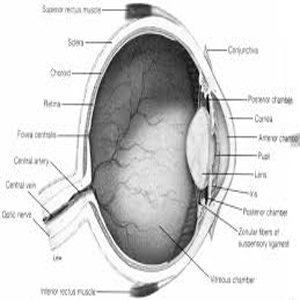 Superior rectus muscle
Sclera
Choroid
Retina
Fovea centralis
Central artery
Central vein
Optic nerve
Inferior rectus muscle
Conjunctiva
Posterior chamber
Cornea
Anterior chamber
Pupil
Lens
Iris
Posterior chamber
Zonular fibers of
suspensory ligament
Vitreous chamber